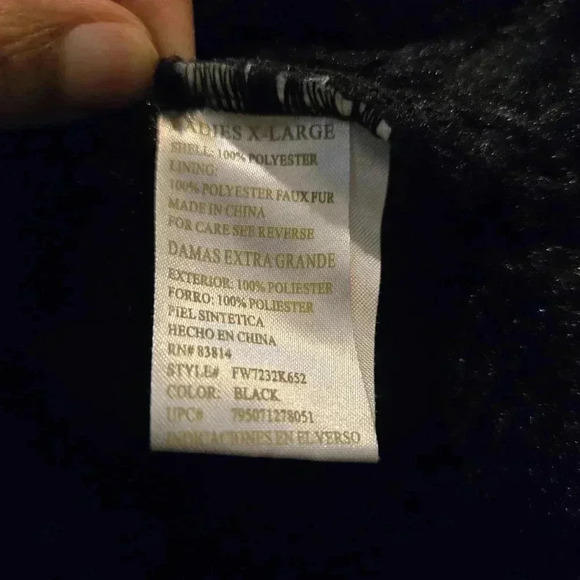 LADIES X-LARGE
SHELL: 100% POLYESTER
LINING:
100% POLYESTER FAUX FUR
MADE IN CHINA
FOR CARE SEE REVERSE
DAMAS EXTRA GRANDE
EXTERIOR: 100% POLIESTER
FORRO: 100% POLIESTER
PIEL SINTETICA
HECHO EN CHINA
RN# 83814
STYLE# FW7232K652
COLOR: BLACK
UPC# 795071278051
INDICACIONES EN EL VERSO